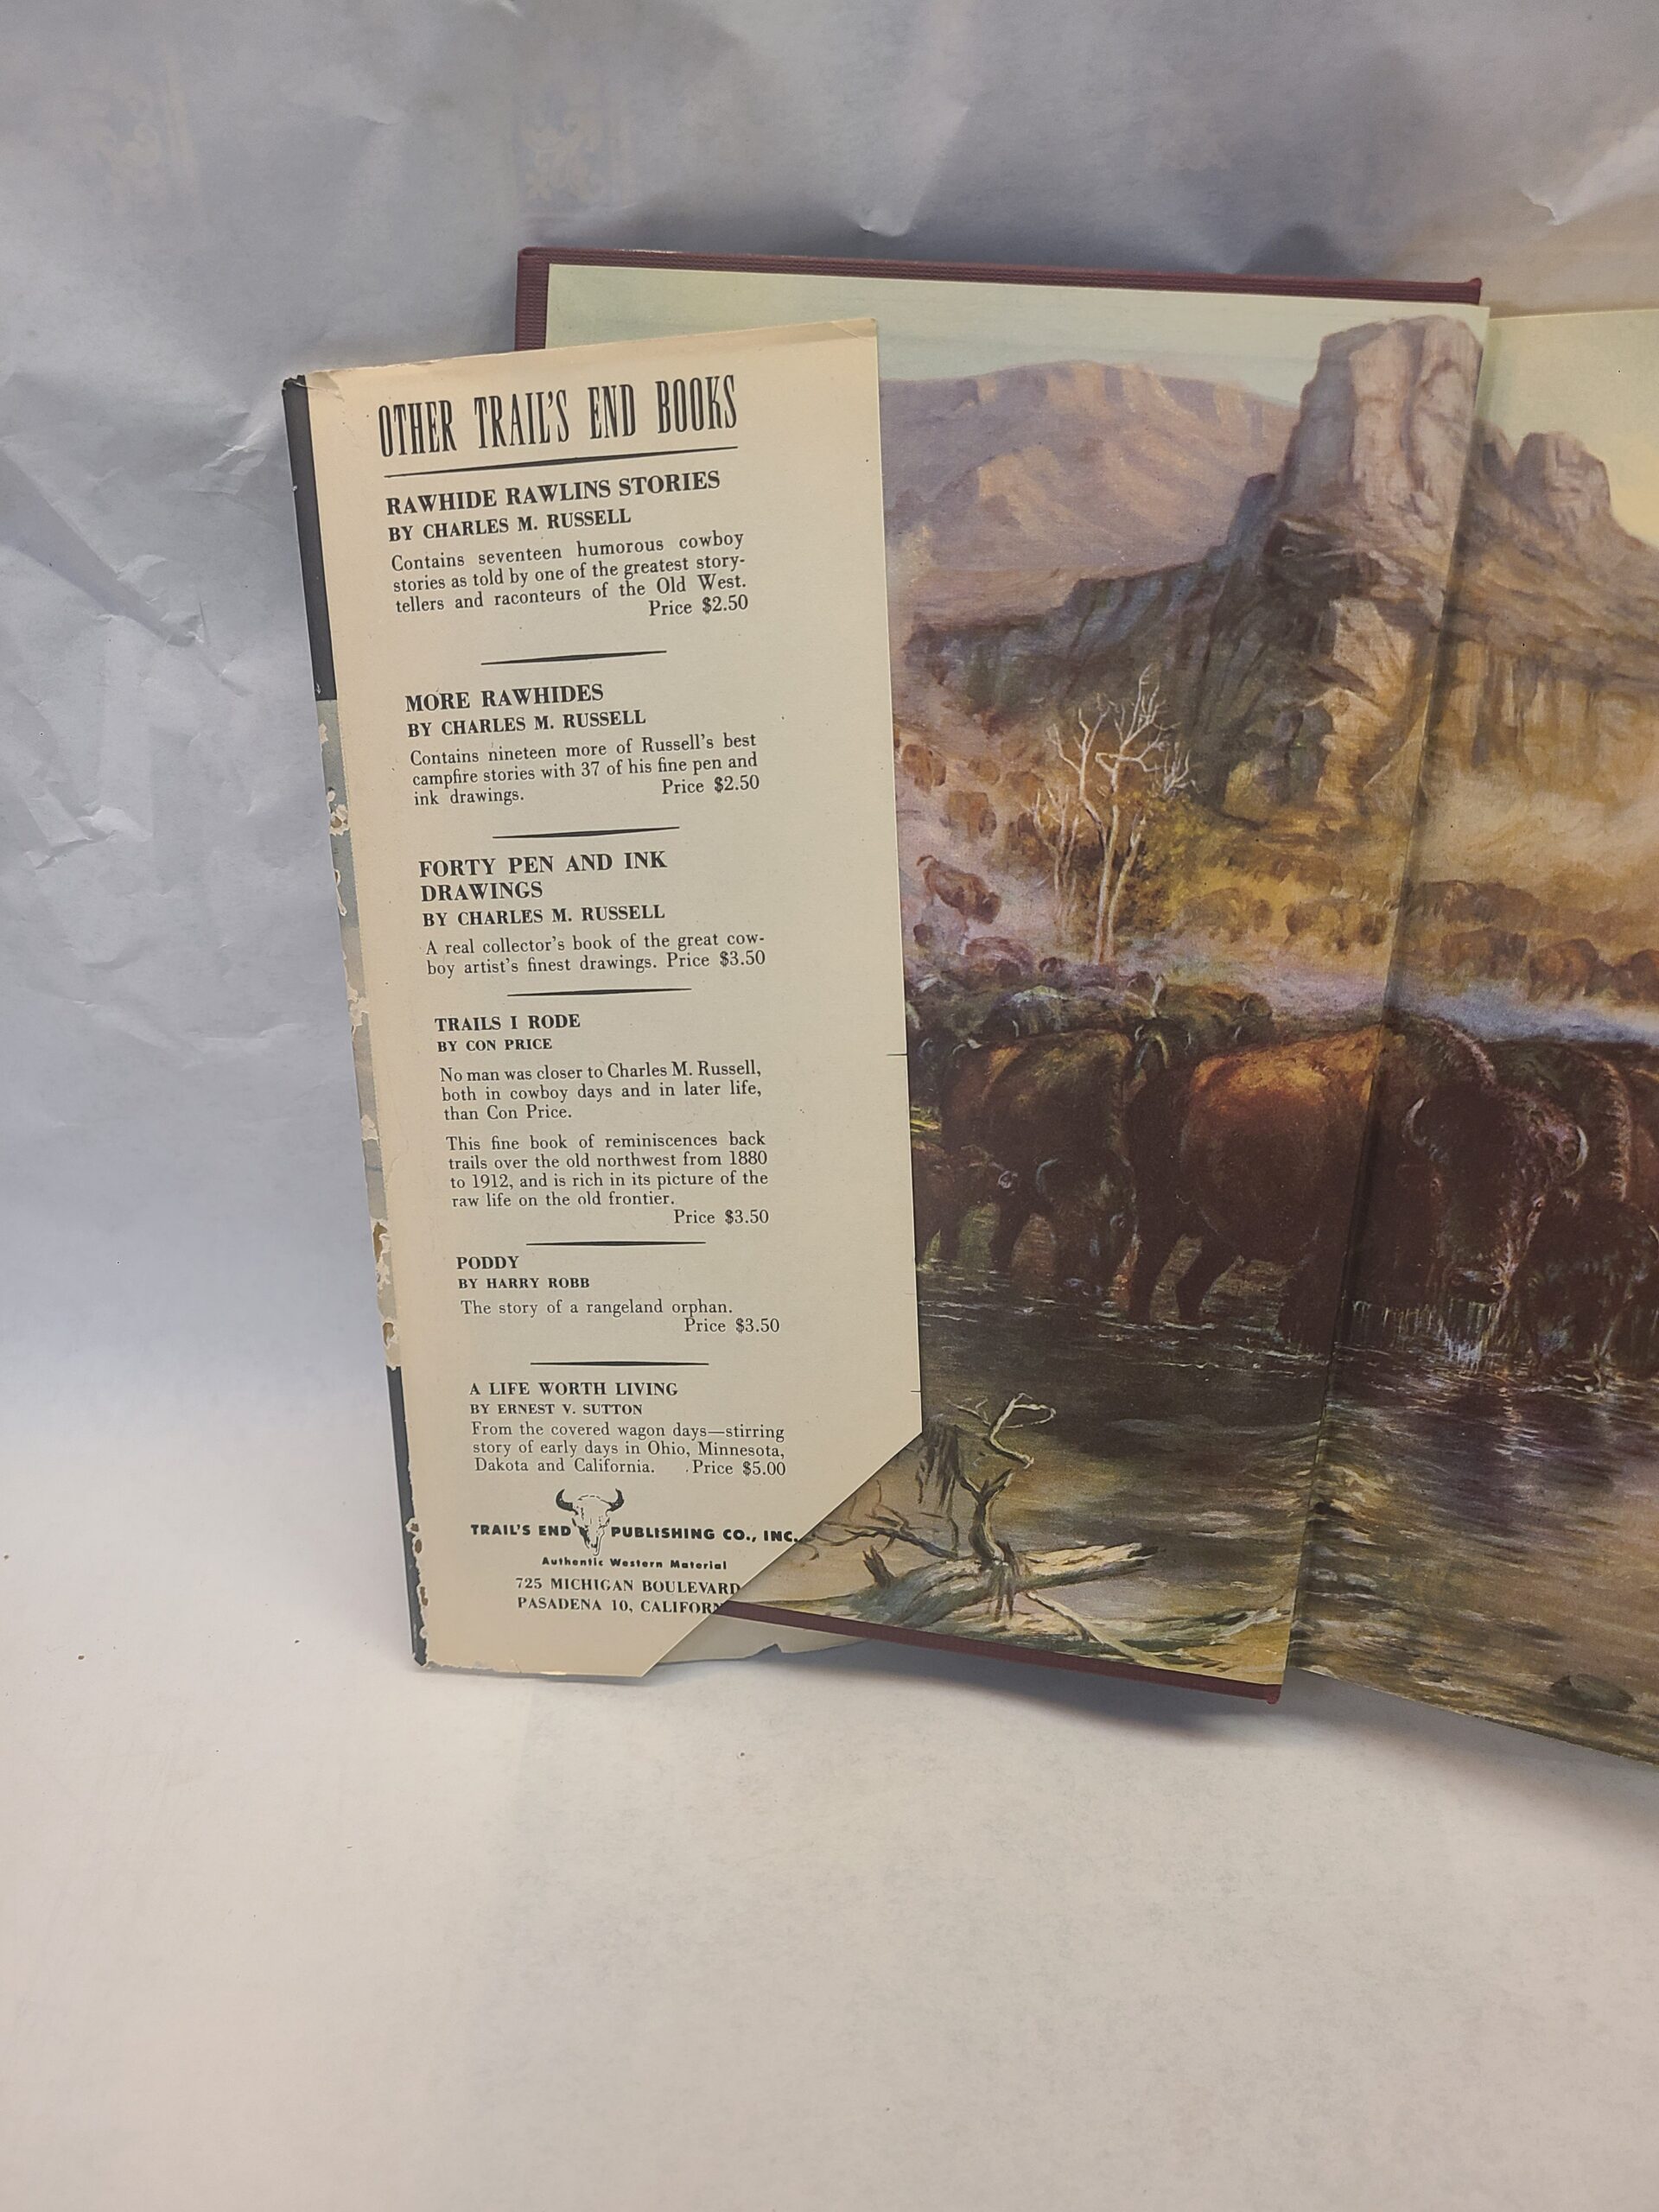 OTHER TRAIL'S END BOOKS
RAWHIDE RAWLINS STORIES
BY CHARLES M. RUSSELL
Contains seventeen humorous cowboy
stories as told by one of the greatest story-
tellers and raconteurs of the Old West.
Price $2.50
MORE RAWHIDES
BY CHARLES M. RUSSELL
Contains nineteen more of Russell's best
campfire stories with 37 of his fine pen and
ink drawings. Price $2.50
FORTY PEN AND INK
DRAWINGS
BY CHARLES M. RUSSELL
A real collector's book of the great cow-
boy artist's finest drawings. Price $3.50
TRAILS I RODE
BY CON PRICE
No man was closer to Charles M. Russell,
both in cowboy days and in later life,
than Con Price.
This fine book of reminiscences back
trails over the old northwest from 1880
to 1912, and is rich in its picture of the
raw life on the old frontier.
Price $3.50
PODDY
BY HARRY ROBB
The story of a rangeland orphan.
Price $3.50
A LIFE WORTH LIVING
BY ERNEST V. SUTTON
From the covered wagon days—stirring
story of early days in Ohio, Minnesota,
Dakota and California. Price $5.00
TRAIL'S END PUBLISHING CO., INC.
Authentic Western Material
725 MICHIGAN BOULEVARD
PASADENA 10, CALIFORN